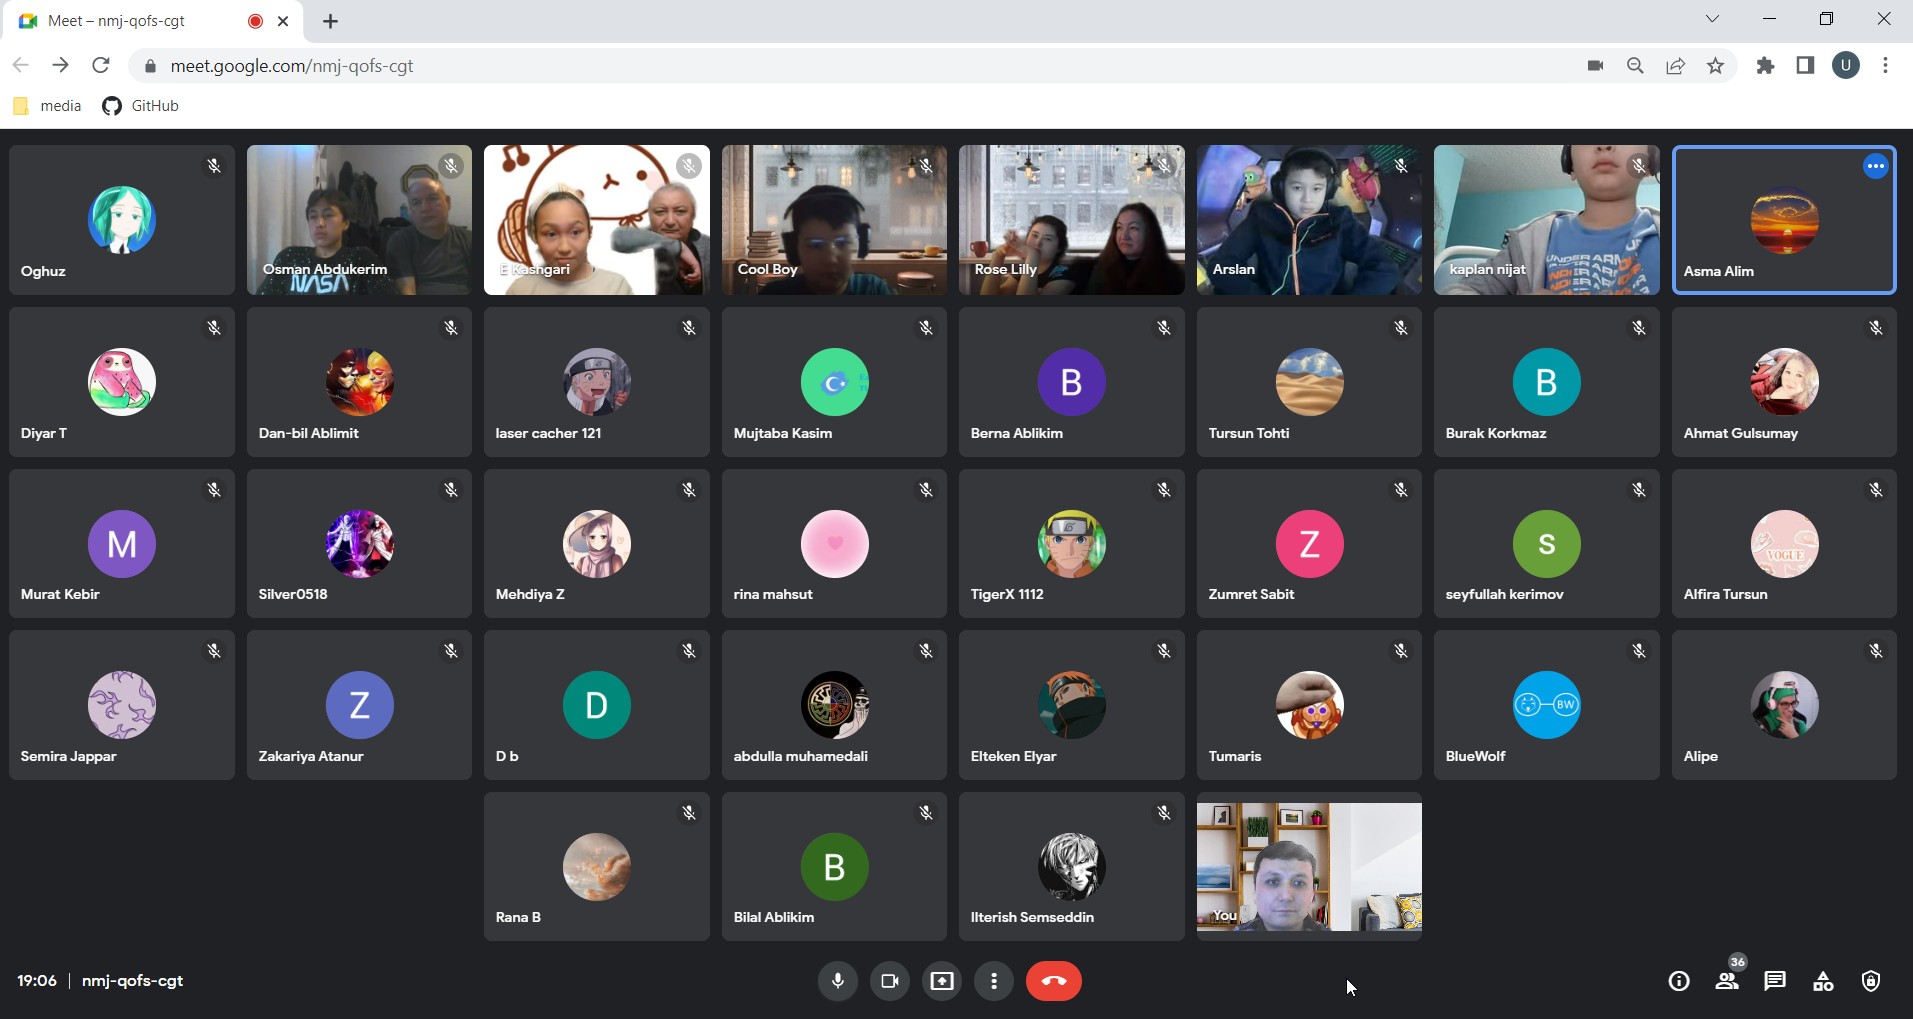 Meet – nmj-qofs-cgt
meet.google.com/nmj-qofs-cgt
U
media
GitHub
Oghuz
Osman Abdukerim
NASA
E Kashgari
Cool Boy
Rose Lilly
Arslan
kaplan nijat
UNDER ARM
Asma Alim
Diyar T
Dan-bil Ablimit
laser cacher 121
Mujtaba Kasim
B
Berna Ablikim
Tursun Tohti
B
Burak Korkmaz
Ahmat Gulsumay
M
Murat Kebir
Silver0518
Mehdiya Z
rina mahsut
TigerX 1112
Z
Zumret Sabit
s
seyfullah kerimov
VOGUE
Alfira Tursun
Semira Jappar
Z
Zakariya Atanur
D
D b
abdulla muhamedali
Elteken Elyar
Tumaris
BW
BlueWolf
Alipe
Rana B
B
Bilal Ablikim
Ilterish Semseddin
You
19:06 | nmj-qofs-cgt
36